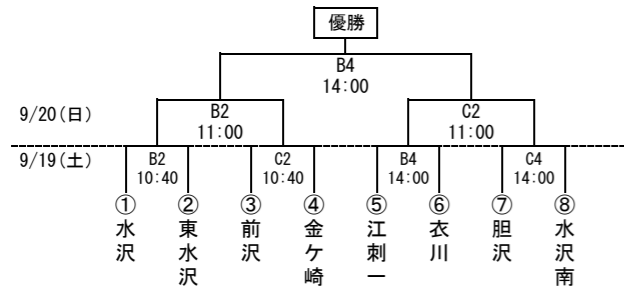 優勝
B4
14:00
9/20(日)
B2
11:00
C2
11:00
9/19(土)
B2
10:40
C2
10:40
B4
14:00
C4
14:00
①水沢
②東水沢
③前沢
④金ケ崎
⑤江刺一
⑥衣川
⑦胆沢
⑧水沢南